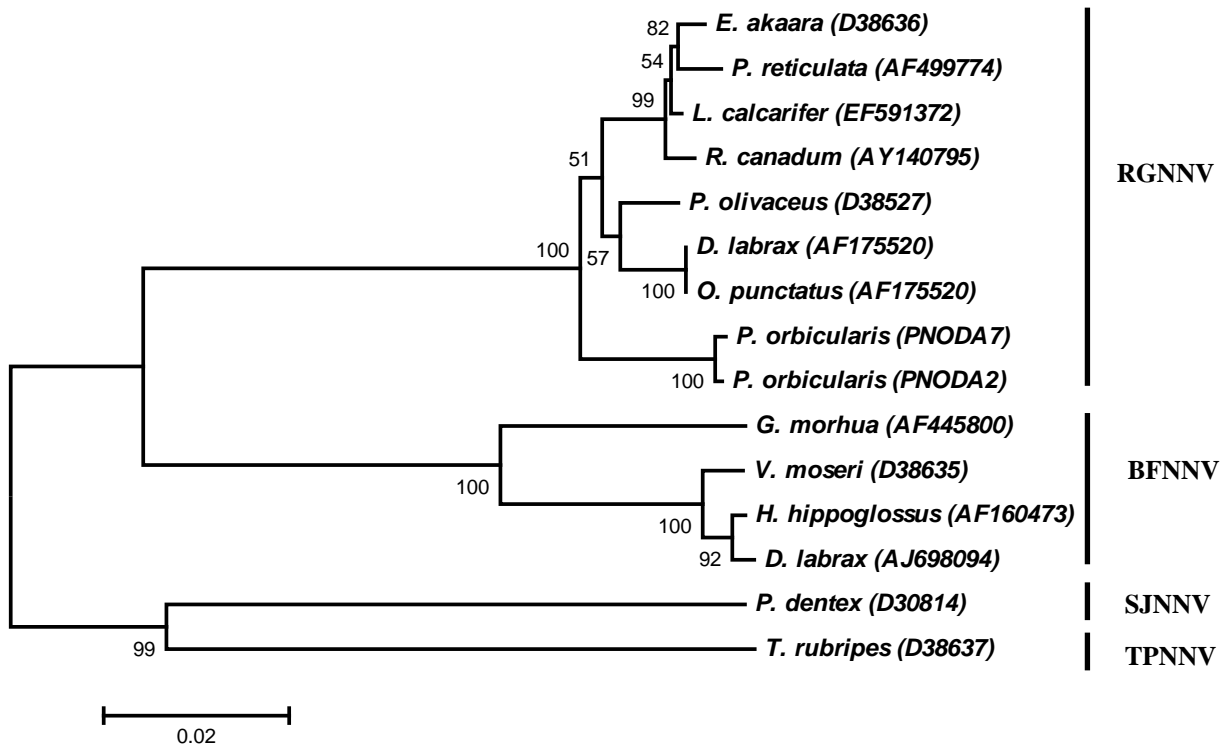 82
E. akaara (D38636)
54
P. reticulata (AF499774)
99
L. calcarifer (EF591372)
R. canadum (AY140795)
RGNNV
51
P. olivaceus (D38527)
100
57
D. labrax (AF175520)
100
O. punctatus (AF175520)
P. orbicularis (PNODA7)
100
P. orbicularis (PNODA2)
G. morhua (AF445800)
100
V. moseri (D38635)
BFNNV
100
H. hippoglossus (AF160473)
92
D. labrax (AJ698094)
P. dentex (D30814)
SJNNV
99
T. rubripes (D38637)
TPNNV
0.02